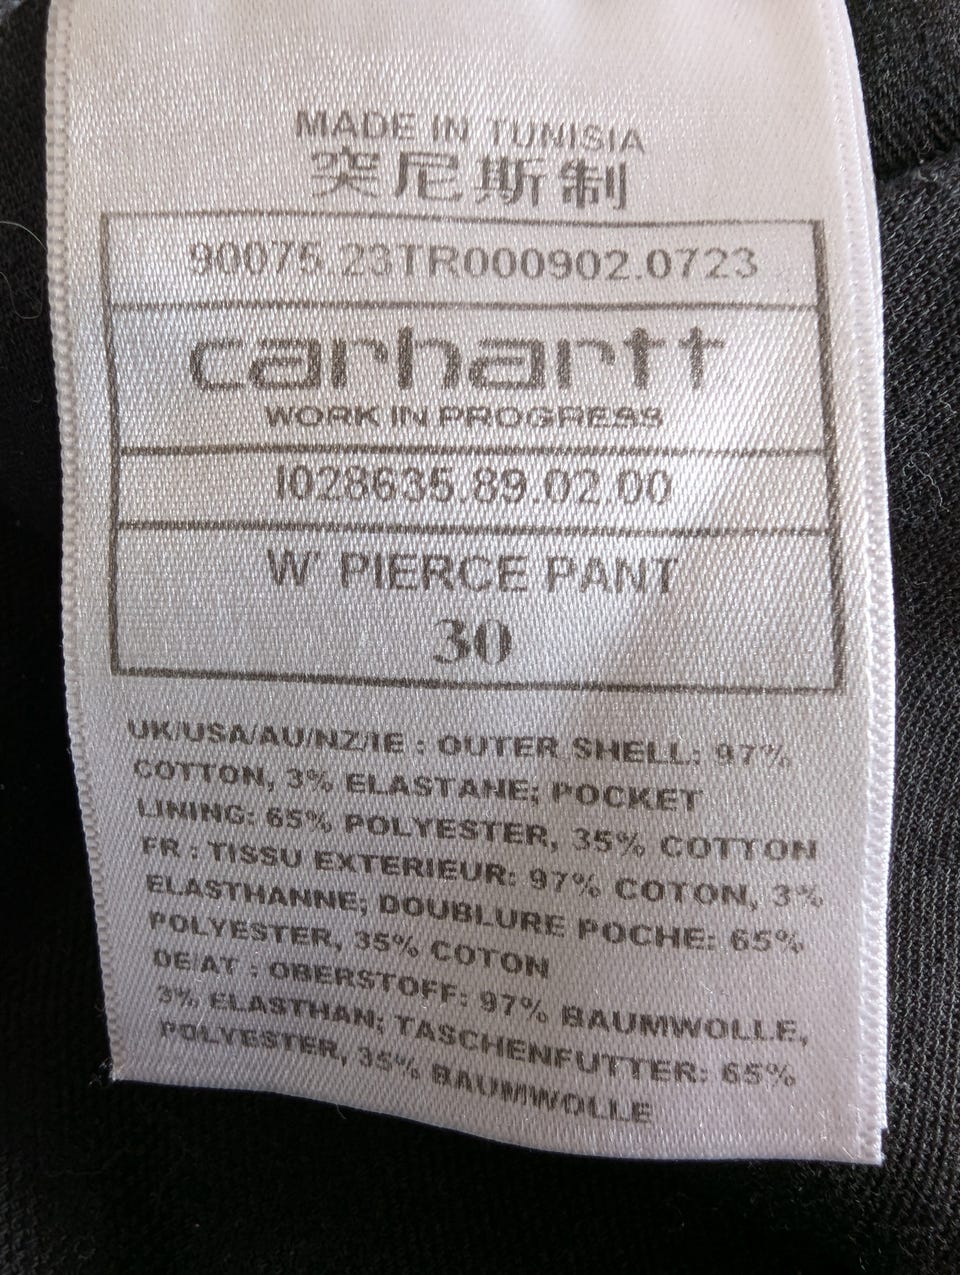 MADE IN TUNISIA
突尼斯制
90075.23TR000902.0723
carhartt
WORK IN PROGRESS
I028635.89.02.00
W' PIERCE PANT
30
UK/USA/AU/NZ/IE : OUTER SHELL: 97%
COTTON, 3% ELASTANE; POCKET
LINING: 65% POLYESTER, 35% COTTON
FR : TISSU EXTERIEUR: 97% COTON, 3%
ELASTHANNE; DOUBLURE POCHE: 65%
POLYESTER, 35% COTON
DE/AT : OBERSTOFF: 97% BAUMWOLLE,
3% ELASTHAN; TASCHENFUTTER: 65%
POLYESTER, 35% BAUMWOLLE